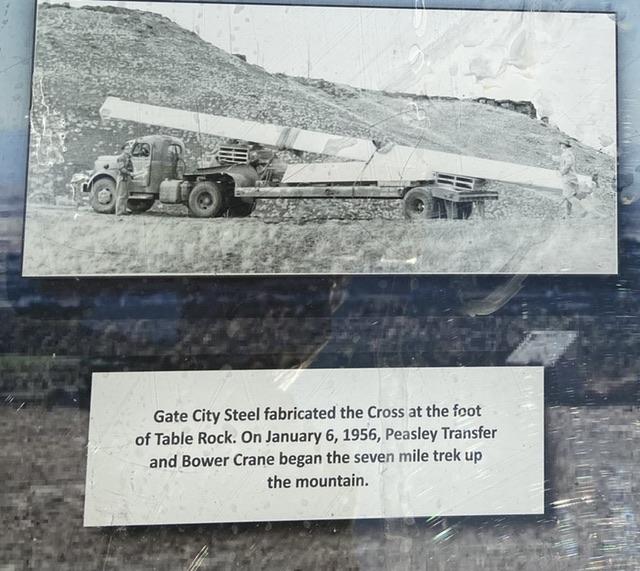 Gate City Steel fabricated the Cross at the foot
of Table Rock. On January 6, 1956, Peasley Transfer
and Bower Crane began the seven mile trek up
the mountain.